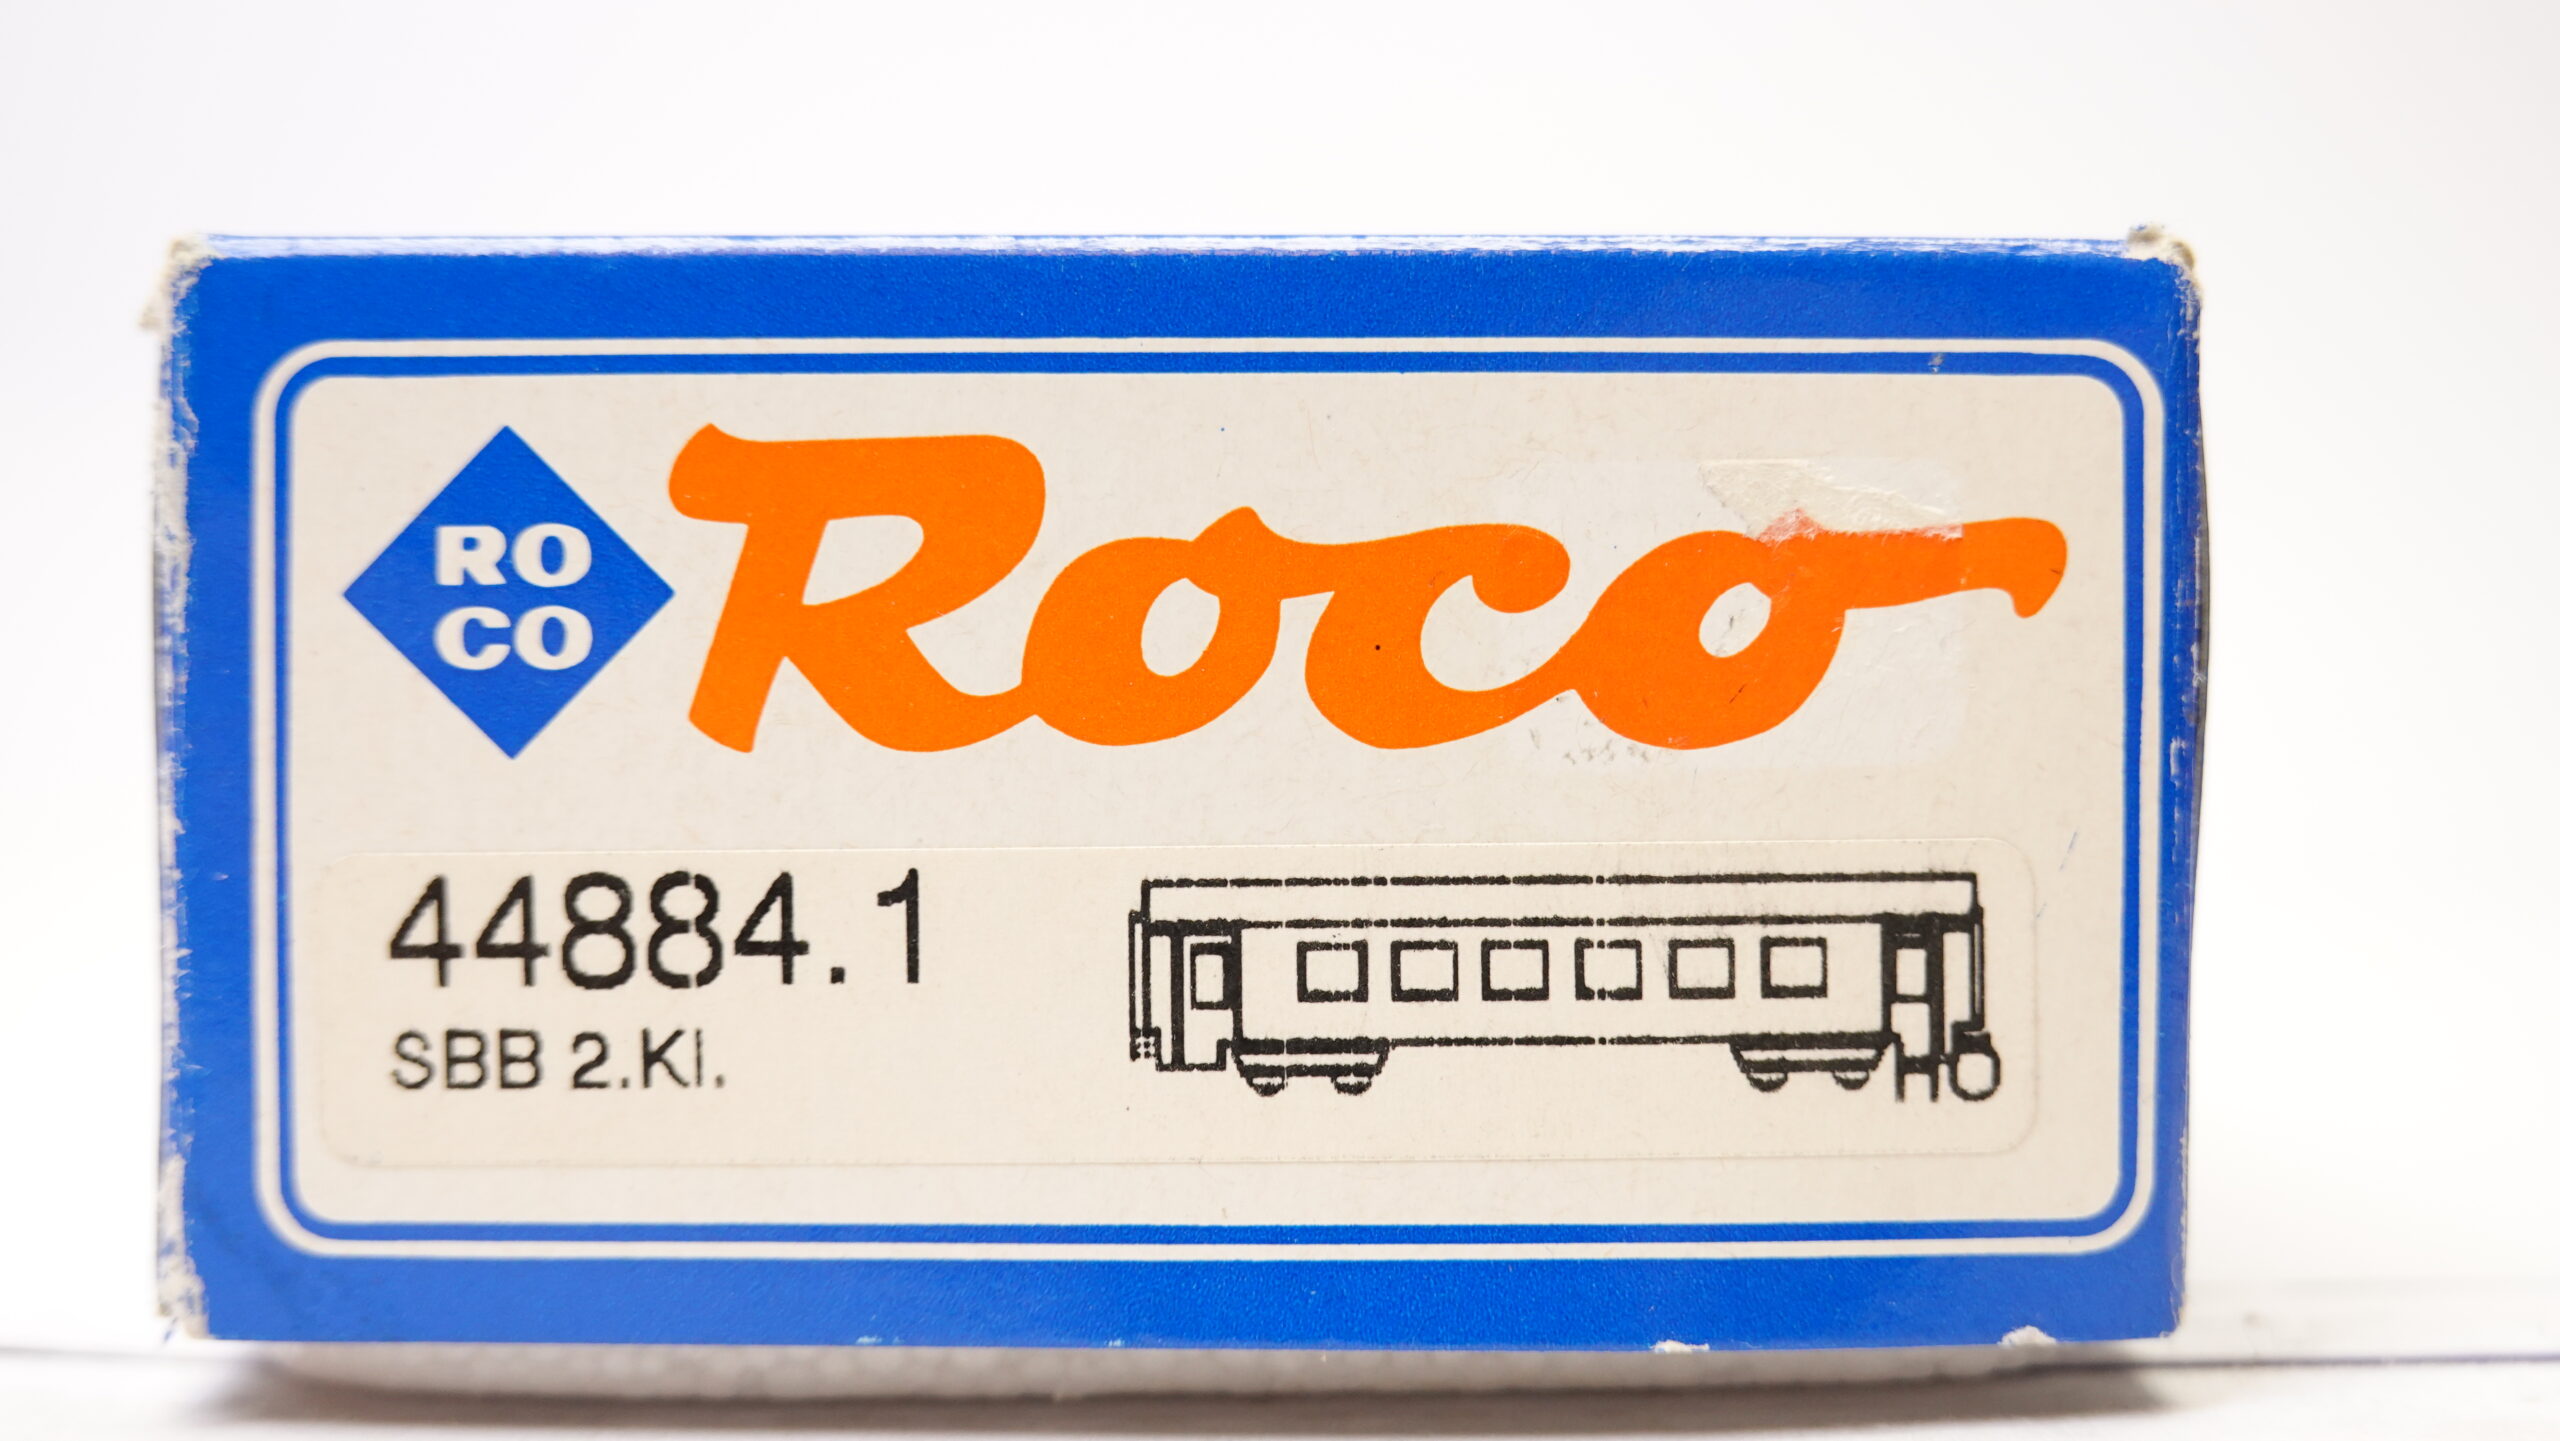 RO
CO
Roco
44884.1
SBB 2.Kl.
HO